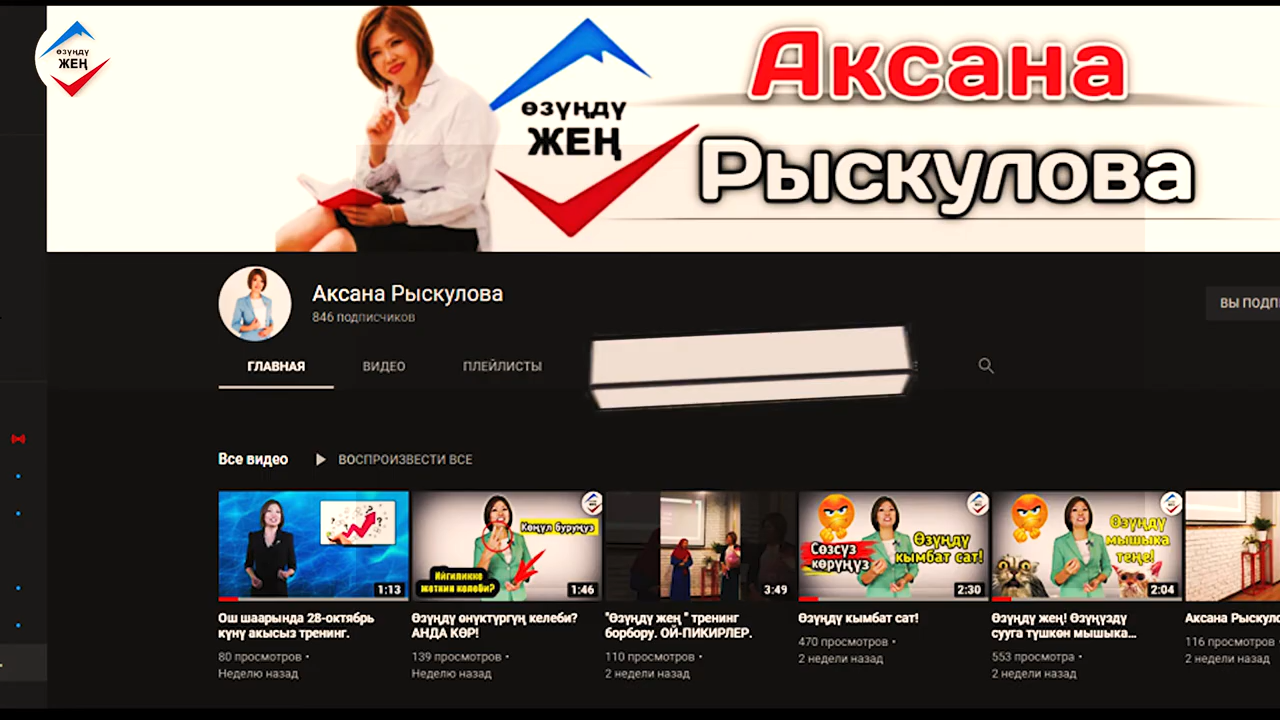 өзүңдү
ЖЕҢ
Аксана
өзүңдү
ЖЕҢ
Рыскулова
Аксана Рыскулова
846 подписчиков
ВЫ ПОДПИ
ГЛАВНАЯ ВИДЕО ПЛЕЙЛИСТЫ
Все видео ВОСПРОИЗВЕСТИ ВСЕ
Көңүл буруңуз
Ийгиликке
жеткиң келеби?
Сөзсүз
көрүңүз
Өзүңдү
кымбат сат!
Өзүңдү
мышыка
теңе!
1:13
1:46
3:49
2:30
2:04
Ош шаарында 28-октябрь
күнү акысыз тренинг.
80 просмотров •
Неделю назад
Өзүңдү өнүктүргүң келеби?
АНДА КӨР!
139 просмотров •
Неделю назад
"Өзүңдү жең " тренинг
борбору. ОЙ-ПИКИРЛЕР.
110 просмотров •
2 недели назад
Өзүңдү кымбат сат!
470 просмотров •
2 недели назад
Өзүңдү жең! Өзүңүздү
сууга түшкөн мышыка...
553 просмотра •
2 недели назад
Аксана Рыскуло
116 просмотров •
2 недели назад